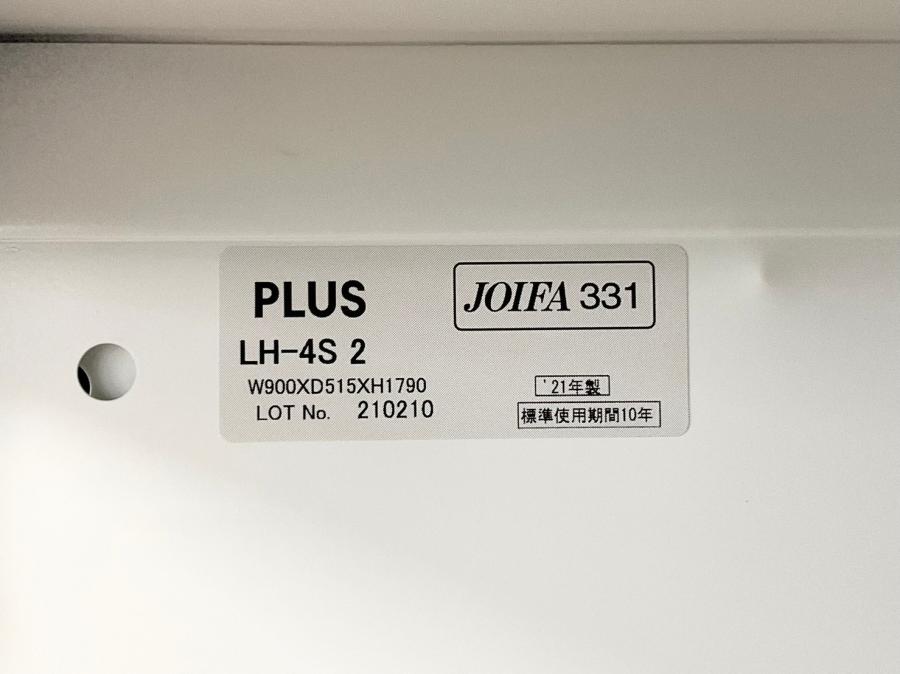 PLUS
JOIFA 331
LH-4S 2
W900XD515XH1790
LOT No. 210210
'21年製
標準使用期間10年